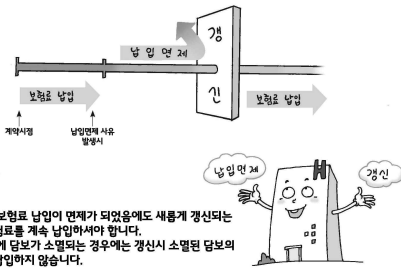 납 입 면 제
갱
신
보험료 납입
보험료 납입
계약시점
납입면제 사유
발생시
납입면제
갱신
H
보험료 납입이 면제가 되었음에도 새롭게 갱신되는
험료를 계속 납입하셔야 합니다.
에 담보가 소멸되는 경우에는 갱신시 소멸된 담보의
납입하지 않습니다.